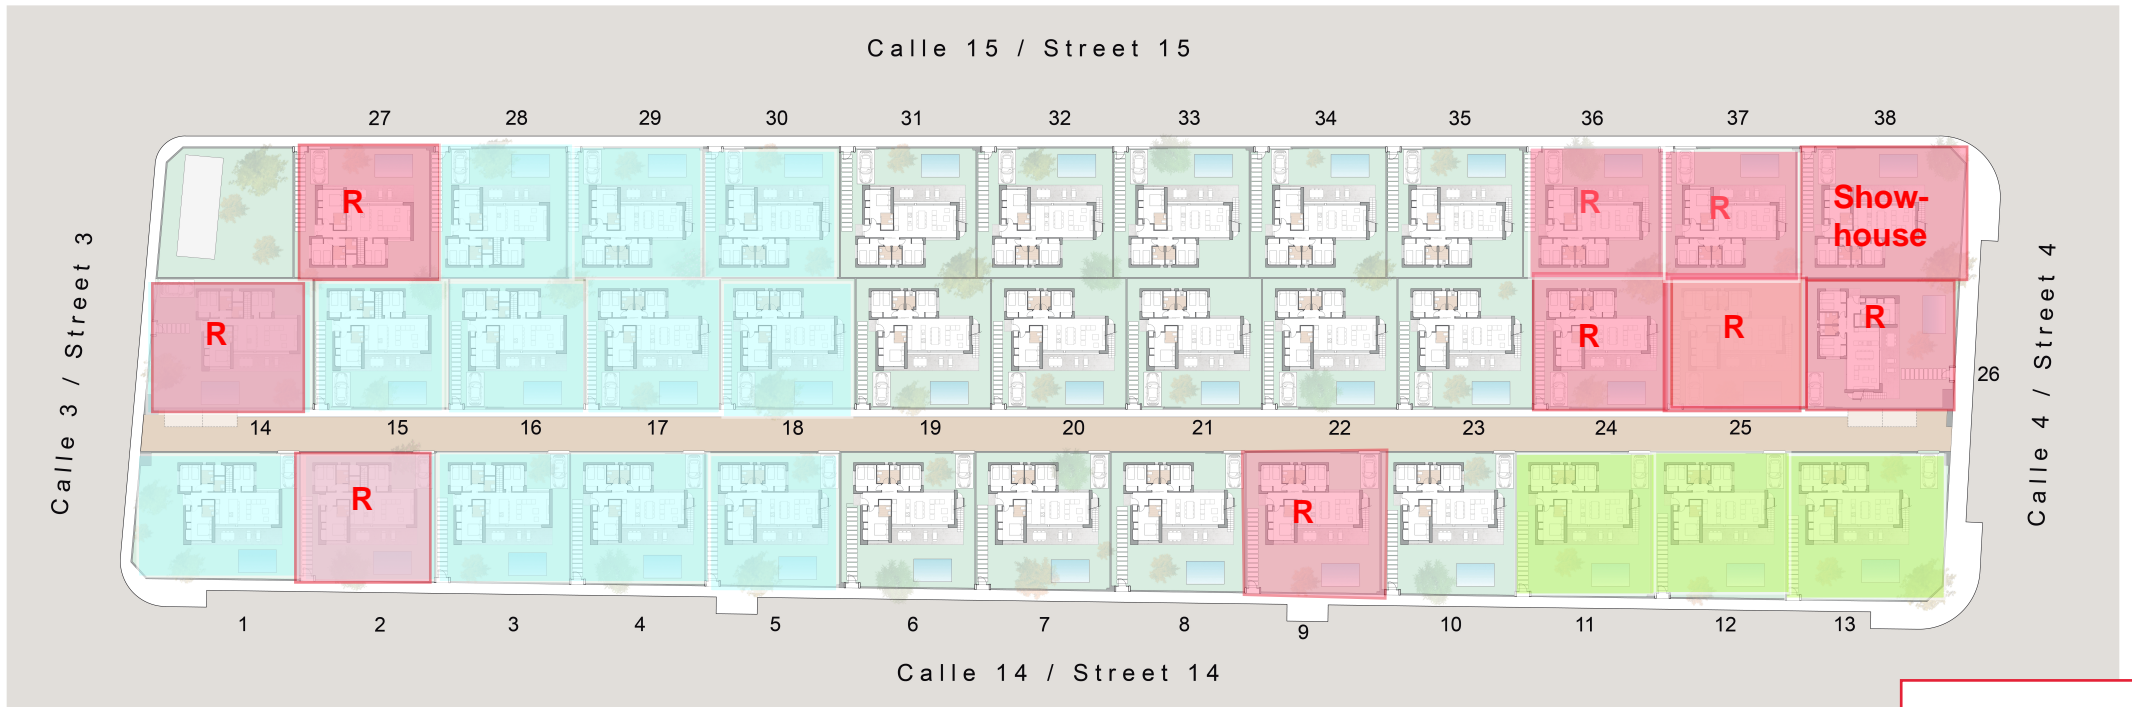 Calle 15 / Street 15
27 28 29 30 31 32 33 34 35 36 37 38
R R R Show-
house
Calle 3 / Street 3
Calle 4 / Street 4
R R R R
26
14 15 16 17 18 19 20 21 22 23 24 25
R R
1 2 3 4 5 6 7 8 9 10 11 12 13
Calle 14 / Street 14